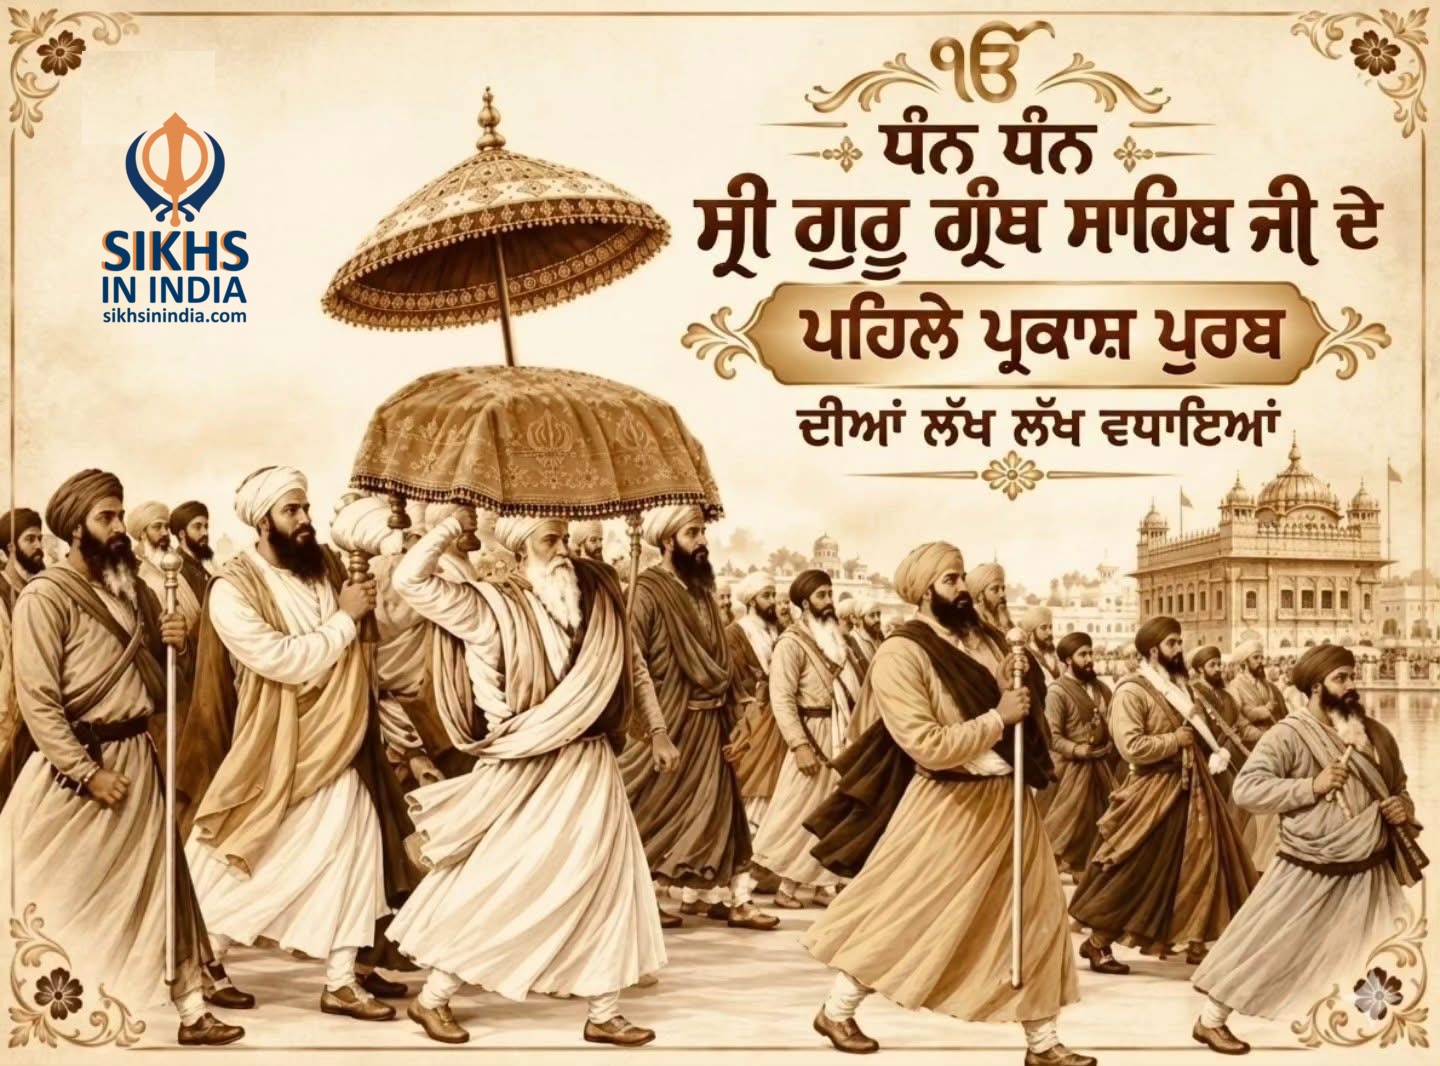 SIKHS
IN INDIA
sikhsinindia.com
ੴ
ਧੰਨ ਧੰਨ
ਸ੍ਰੀ ਗੁਰੂ ਗ੍ਰੰਥ ਸਾਹਿਬ ਜੀ ਦੇ
ਪਹਿਲੇ ਪ੍ਰਕਾਸ਼ ਪੁਰਬ
ਦੀਆਂ ਲੱਖ ਲੱਖ ਵਧਾਇਆਂ